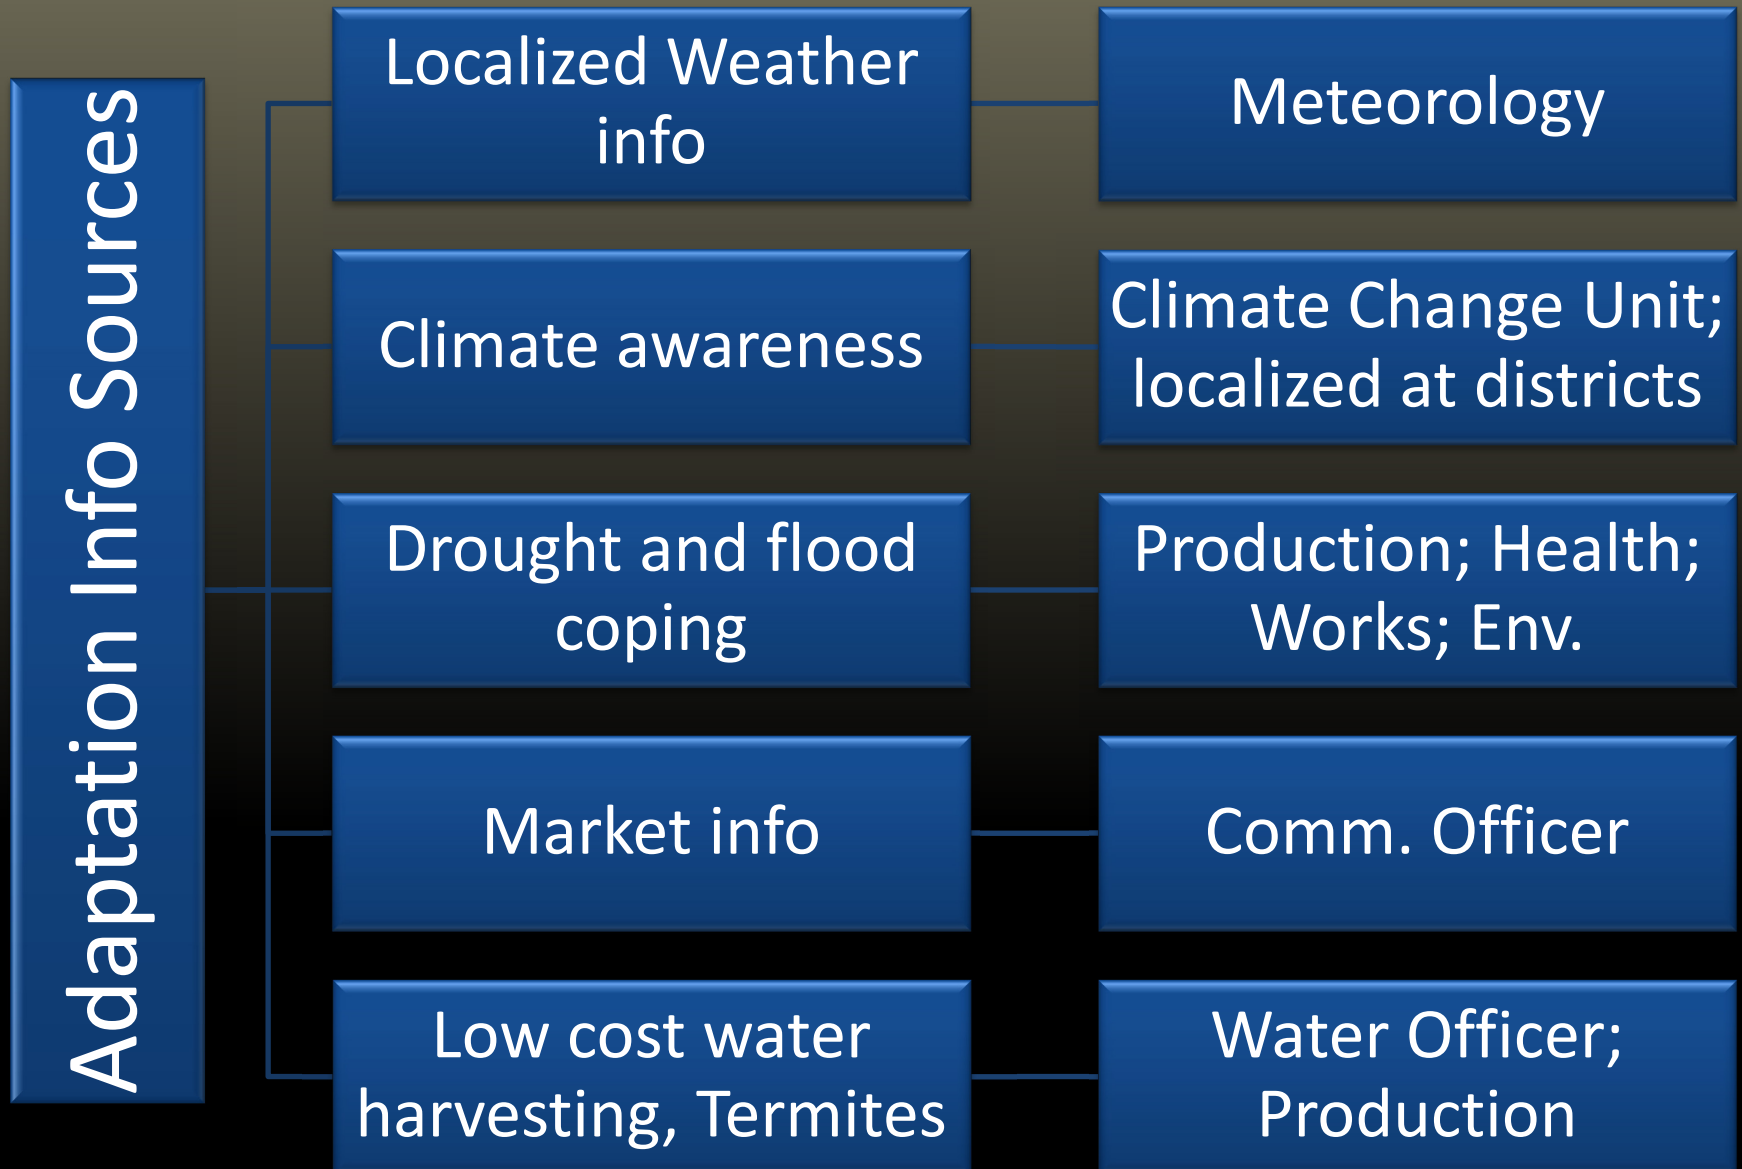 Adaptation Info Sources
Localized Weather
info
Meteorology
Climate awareness
Climate Change Unit;
localized at districts
Drought and flood
coping
Production; Health;
Works; Env.
Market info
Comm. Officer
Low cost water
harvesting, Termites
Water Officer;
Production